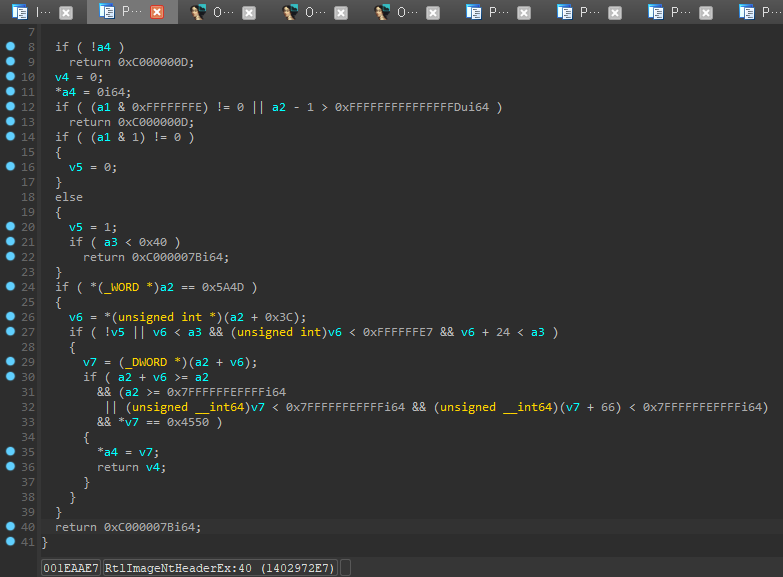 I··· P··· O··· O··· O··· P··· P··· P··· P···
7
8 if ( !a4 )
9 return 0xC000000D;
10 v4 = 0;
11 *a4 = 0i64;
12 if ( (a1 & 0xFFFFFFFE) != 0 || a2 - 1 > 0xFFFFFFFFFFFFFFFDui64 )
13 return 0xC000000D;
14 if ( (a1 & 1) != 0 )
15 {
16 v5 = 0;
17 }
18 else
19 {
20 v5 = 1;
21 if ( a3 < 0x40 )
22 return 0xC000007Bi64;
23 }
24 if ( *(_WORD *)a2 == 0x5A4D )
25 {
26 v6 = *(unsigned int *)(a2 + 0x3C);
27 if ( !v5 || v6 < a3 && (unsigned int)v6 < 0xFFFFFFE7 && v6 + 24 < a3 )
28 {
29 v7 = (_DWORD *)(a2 + v6);
30 if ( a2 + v6 >= a2
31 && (a2 >= 0x7FFFFFFEFFFFi64
32 || (unsigned __int64)v7 < 0x7FFFFFFEFFFFi64 && (unsigned __int64)(v7 + 66) < 0x7FFFFFFEFFFFi64)
33 && *v7 == 0x4550 )
34 {
35 *a4 = v7;
36 return v4;
37 }
38 }
39 }
40 return 0xC000007Bi64;
41 }
001EAAE7 RtlImageNtHeaderEx:40 (1402972E7)